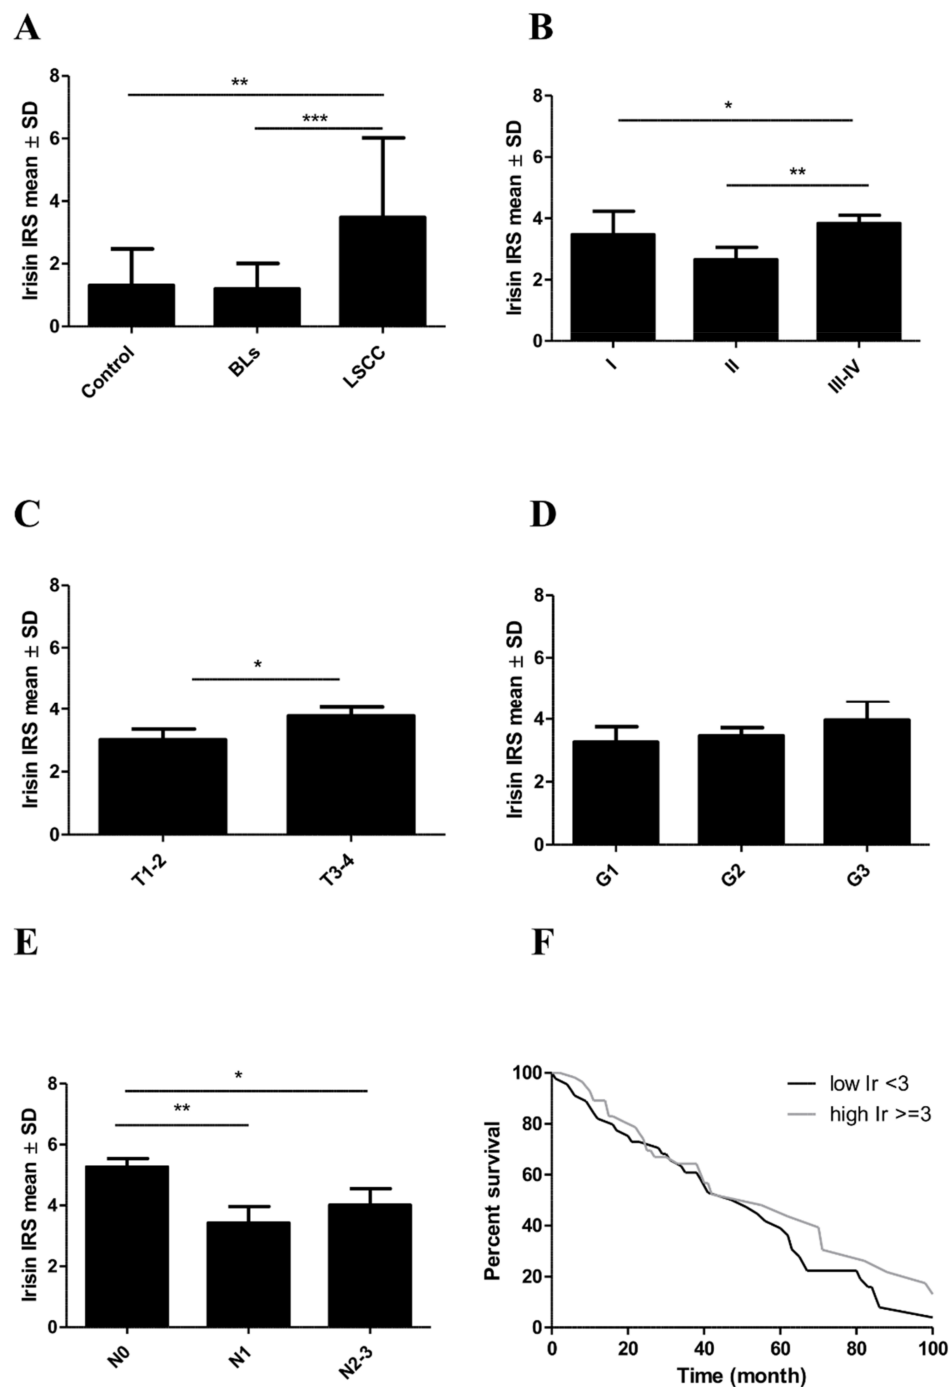 A
Irisin IRS mean ± SD
8
6
4
2
0
**
***
Control
BLs
LSCC
B
Irisin IRS mean ± SD
8
6
4
2
0
*
**
I
II
III-IV
C
Irisin IRS mean ± SD
8
6
4
2
0
*
T1-2
T3-4
D
Irisin IRS mean ± SD
8
6
4
2
0
G1
G2
G3
E
Irisin IRS mean ± SD
8
6
4
2
0
*
**
N0
N1
N2-3
F
Percent survival
100
80
60
40
20
0
low Ir <3
high Ir >=3
0
20
40
60
80
100
Time (month)